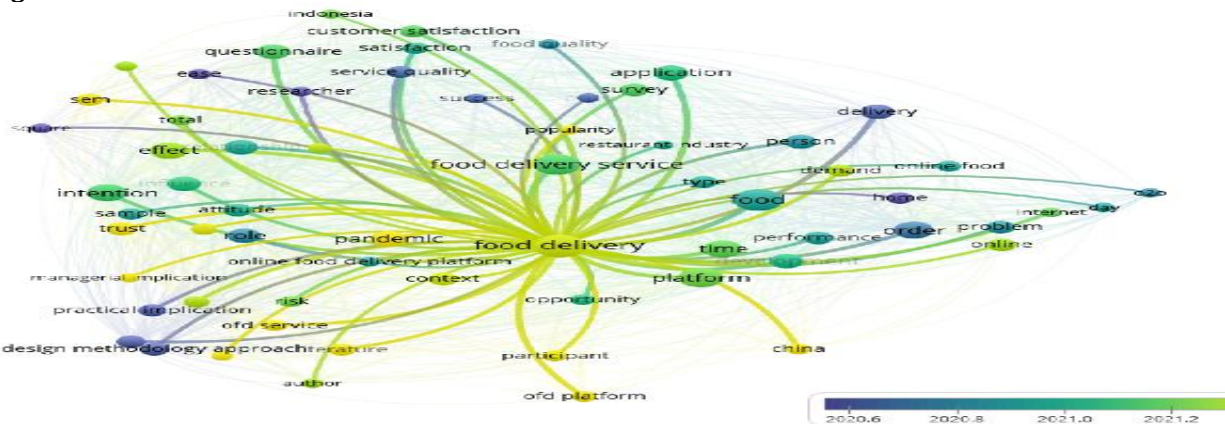 indonesia
customer satisfaction
questionnaire
satisfaction
food quality
ease
service quality
application
researcher
success
survey
sem
delivery
total
popularity
square
restaurant industry
person
effect
food delivery service
demand
online food
type
influence
intention
food
home
o2o
sample
attitude
internet
day
trust
role
pandemic
food delivery
time
performance
order
problem
development
online
online food delivery platform
managerial implication
context
platform
practical implication
risk
opportunity
ofd service
design methodology approach
literature
participant
china
author
ofd platform
2020.6
2020.8
2021.0
2021.2